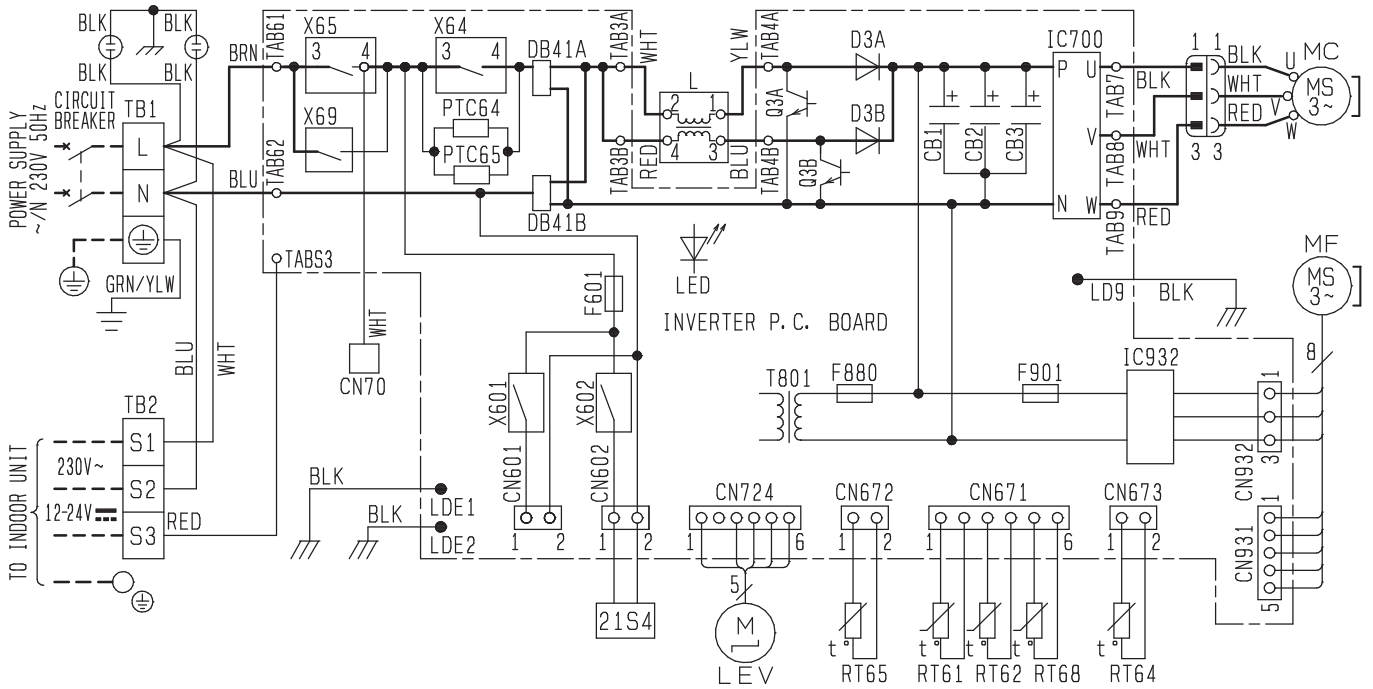 BLK
BLK
BLK
BLK
POWER SUPPLY
~/N 230V 50Hz
CIRCUIT
BREAKER
TB1
L
N
GRN/YLW
BRN
BLU
TAB61
TAB62
TABS3
X65
3 4
X69
X64
3 4
PTC64
PTC65
DB41A
DB41B
TAB3A
WHT
TAB3B
RED
L
2 1
4 3
YLW
TAB4A
BLU
TAB4B
Q3A
Q3B
D3A
D3B
CB1
+
CB2
+
CB3
+
IC700
P U
V
N W
TAB7
TAB8
TAB9
BLK
WHT
RED
1 1
3 3
BLK
WHT
RED
U
V
W
MC
MS
3~
LED
INVERTER P.C. BOARD
LD9
BLK
MF
MS
3~
8
BLU
WHT
WHT
CN70
F601
X601
X602
CN601
1 2
CN602
1 2
21S4
T801
F880
F901
IC932
1
3
CN932
1
5
CN931
TB2
S1
S2
S3
TO INDOOR UNIT
230V~
12-24V
RED
BLK
LDE1
BLK
LDE2
CN724
1 6
5
M
LEV
CN672
1 2
t°
RT65
CN671
1 6
t°
RT61
t°
RT62
t°
RT68
CN673
1 2
t°
RT64